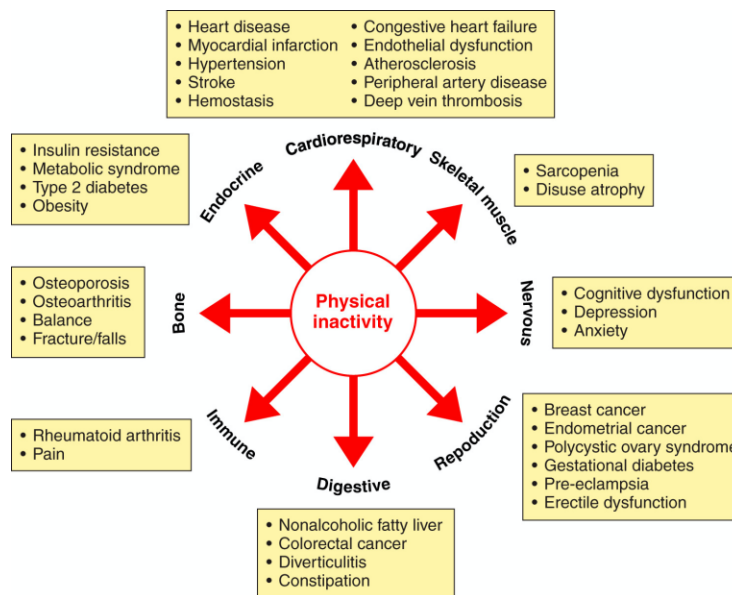 • Heart disease
• Myocardial infarction
• Hypertension
• Stroke
• Hemostasis
• Congestive heart failure
• Endothelial dysfunction
• Atherosclerosis
• Peripheral artery disease
• Deep vein thrombosis
Cardiorespiratory
• Insulin resistance
• Metabolic syndrome
• Type 2 diabetes
• Obesity
Endocrine
Skeletal muscle
• Sarcopenia
• Disuse atrophy
• Osteoporosis
• Osteoarthritis
• Balance
• Fracture/falls
Bone
Physical
inactivity
Nervous
• Cognitive dysfunction
• Depression
• Anxiety
• Rheumatoid arthritis
• Pain
Immune
Digestive
Repoduction
• Breast cancer
• Endometrial cancer
• Polycystic ovary syndrome
• Gestational diabetes
• Pre-eclampsia
• Erectile dysfunction
• Nonalcoholic fatty liver
• Colorectal cancer
• Diverticulitis
• Constipation